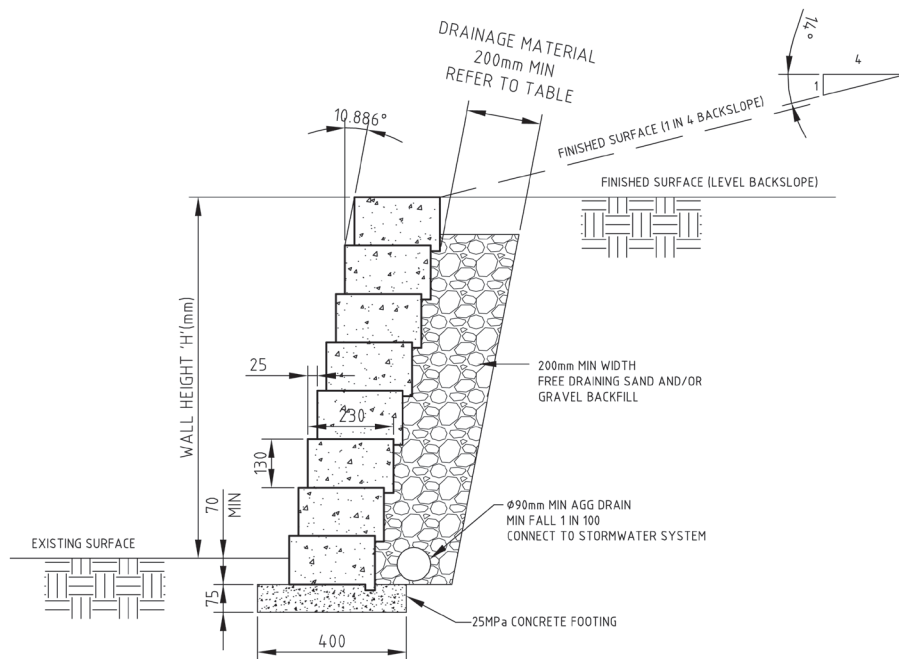 DRAINAGE MATERIAL
200mm MIN
REFER TO TABLE
14°
4
1
10.886°
FINISHED SURFACE (1 IN 4 BACKSLOPE)
FINISHED SURFACE (LEVEL BACKSLOPE)
WALL HEIGHT 'H'(mm)
25
200mm MIN WIDTH
FREE DRAINING SAND AND/OR
GRAVEL BACKFILL
230
130
70
MIN
Ø90mm MIN AGG DRAIN
MIN FALL 1 IN 100
CONNECT TO STORMWATER SYSTEM
EXISTING SURFACE
75
25MPa CONCRETE FOOTING
400